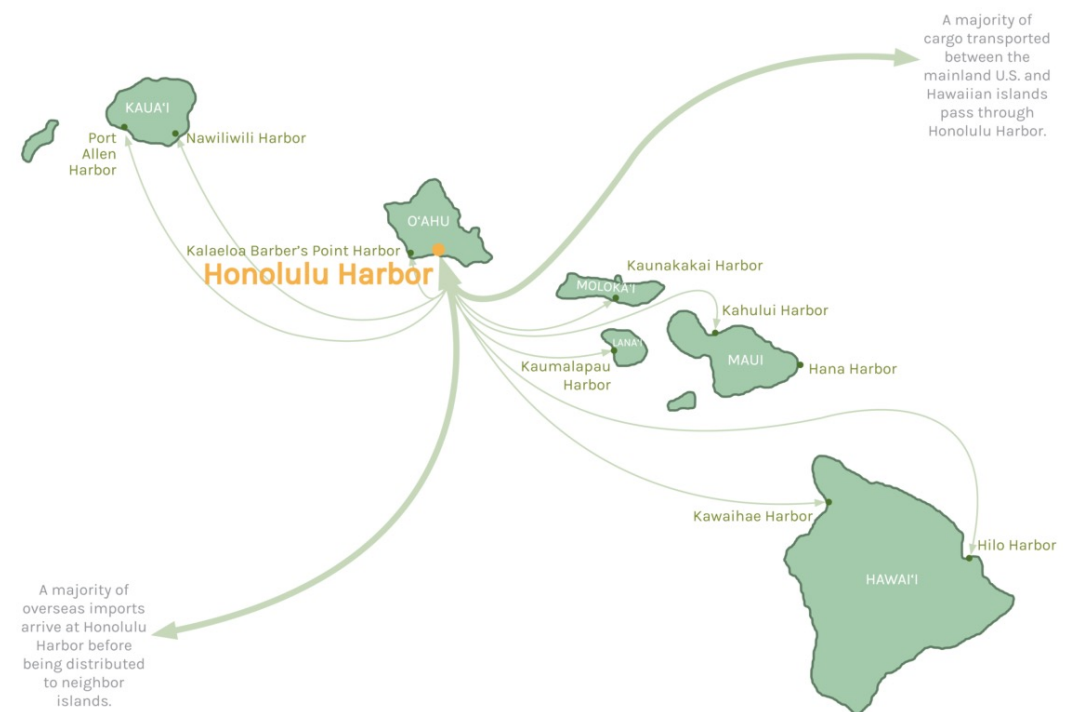 A majority of
cargo transported
between the
mainland U.S. and
Hawaiian islands
pass through
Honolulu Harbor.
KAUA'I
Port
Allen
Harbor
Nawiliwili Harbor
O'AHU
Kalaeloa Barber's Point Harbor
Honolulu Harbor
Kaunakakai Harbor
MOLOKA'I
Kahului Harbor
LANA'I
Kaumalapau
Harbor
MAUI
Hana Harbor
Kawaihae Harbor
Hilo Harbor
HAWAI'I
A majority of
overseas imports
arrive at Honolulu
Harbor before
being distributed
to neighbor
islands.